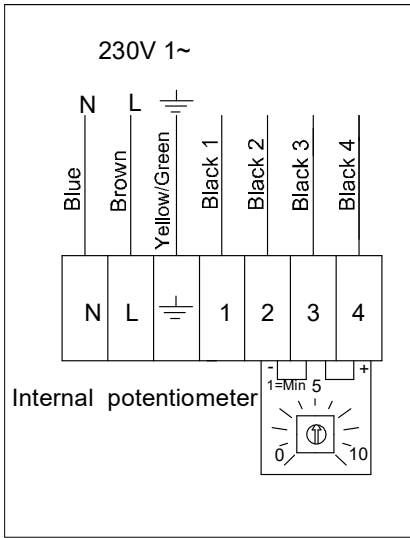 230V 1~
N L
Blue
Brown
Yellow/Green
Black 1
Black 2
Black 3
Black 4
N L 1 2 3 4
- +
1=Min 5
Internal potentiometer
0 10